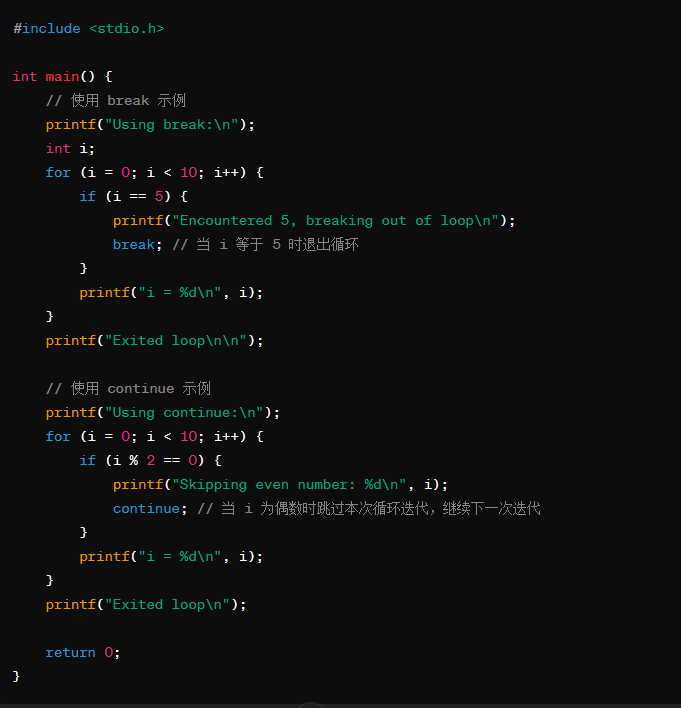 #include <stdio.h>
int main() {
// 使用 break 示例
printf("Using break:\n");
int i;
for (i = 0; i < 10; i++) {
if (i == 5) {
printf("Encountered 5, breaking out of loop\n");
break; // 当 i 等于 5 时退出循环
}
printf("i = %d\n", i);
}
printf("Exited loop\n\n");
// 使用 continue 示例
printf("Using continue:\n");
for (i = 0; i < 10; i++) {
if (i % 2 == 0) {
printf("Skipping even number: %d\n", i);
continue; // 当 i 为偶数时跳过本次循环迭代，继续下一次迭代
}
printf("i = %d\n", i);
}
printf("Exited loop\n");
return 0;
}